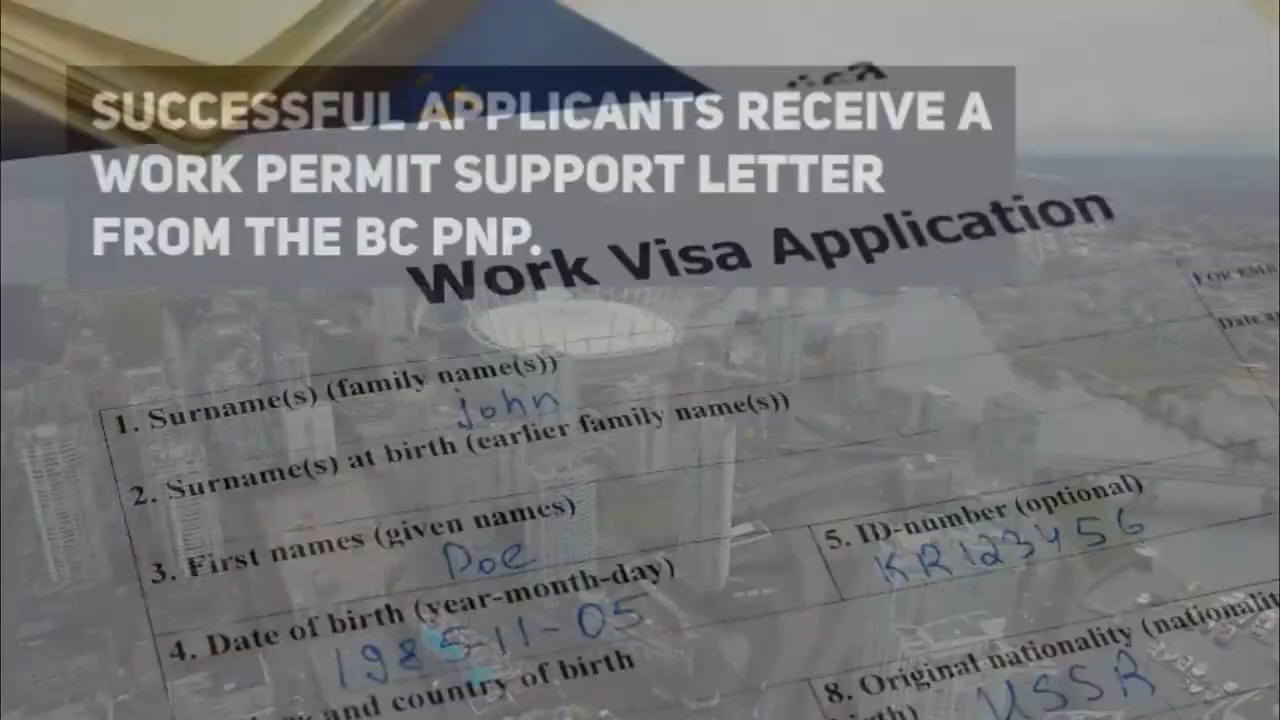 SUCCESSFUL APPLICANTS RECEIVE A
WORK PERMIT SUPPORT LETTER
FROM THE BC PNP.
Work Visa Application
1. Surname(s) (family name(s))
john
2. Surname(s) at birth (earlier family name(s))
3. First names (given names)
Doe
4. Date of birth (year-month-day)
1985-11-05
and country of birth
5. ID-number (optional)
KR123456
8. Original nationality (nationality
USSR